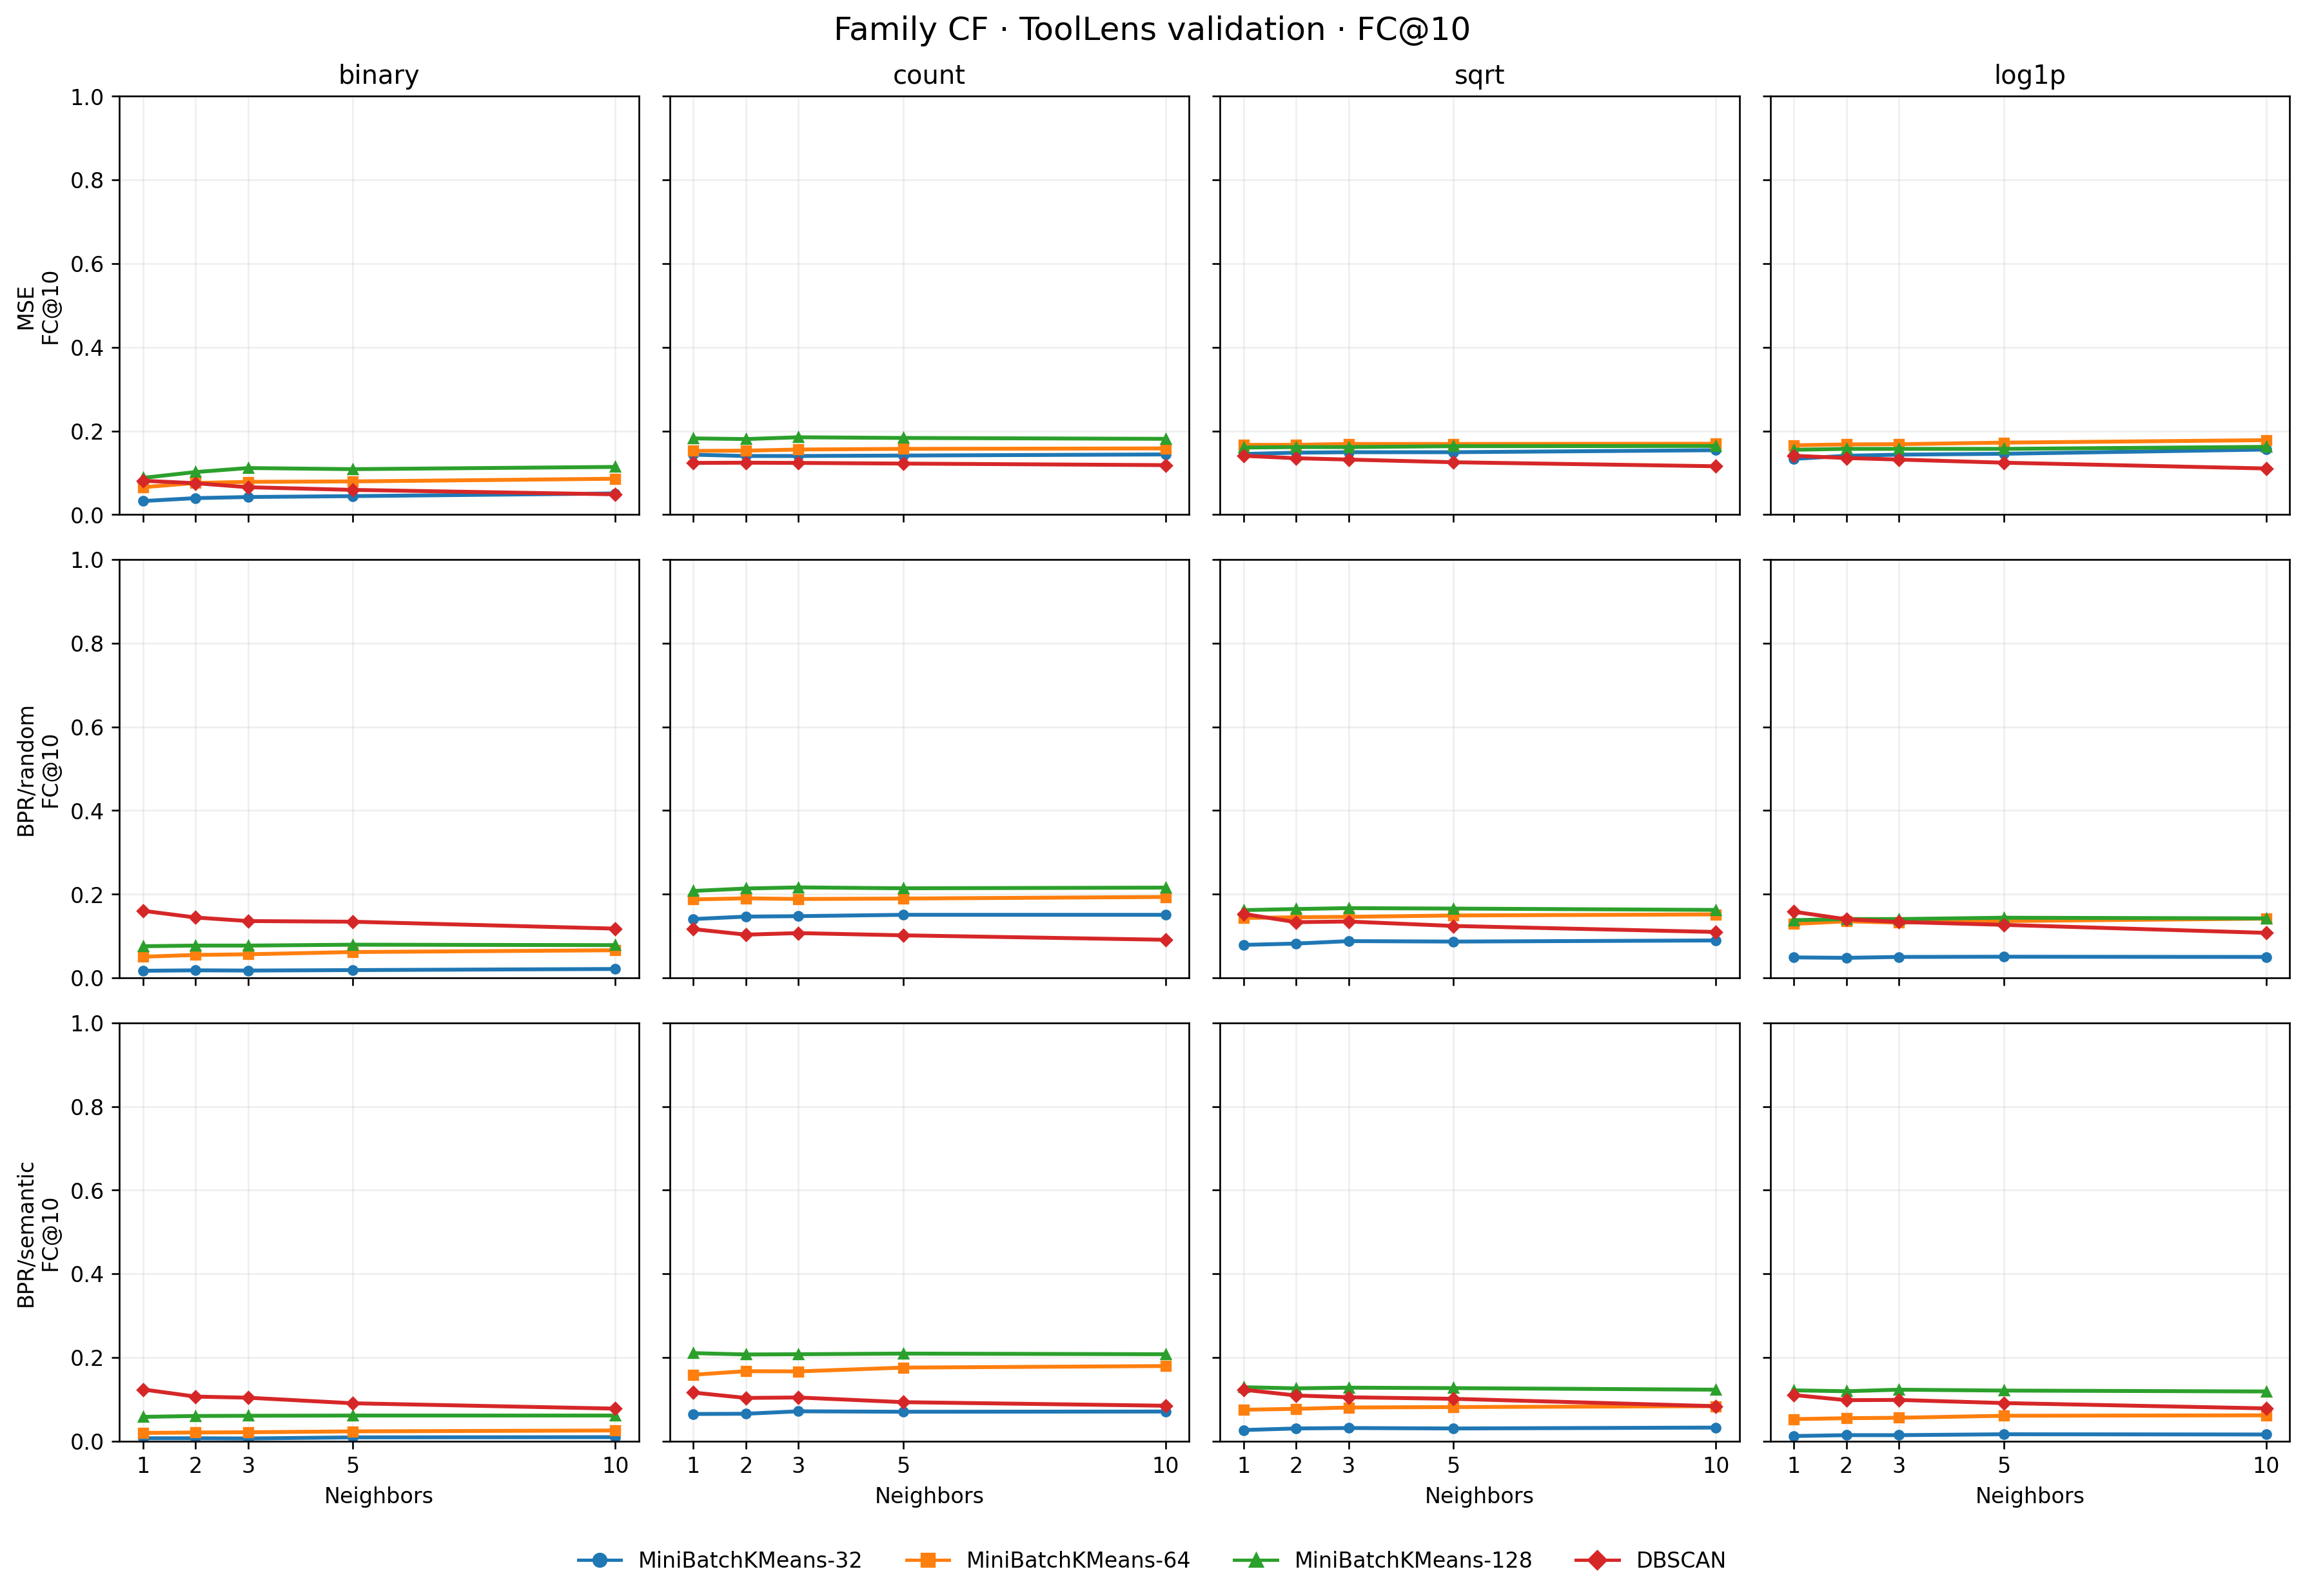 Family CF · ToolLens validation · FC@10
binary
count
sqrt
log1p
MSE
FC@10
1.0
0.8
0.6
0.4
0.2
0.0
BPR/random
FC@10
1.0
0.8
0.6
0.4
0.2
0.0
BPR/semantic
FC@10
1.0
0.8
0.6
0.4
0.2
0.0
1 2 3 5 10
1 2 3 5 10
1 2 3 5 10
1 2 3 5 10
Neighbors
Neighbors
Neighbors
Neighbors
MiniBatchKMeans-32
MiniBatchKMeans-64
MiniBatchKMeans-128
DBSCAN